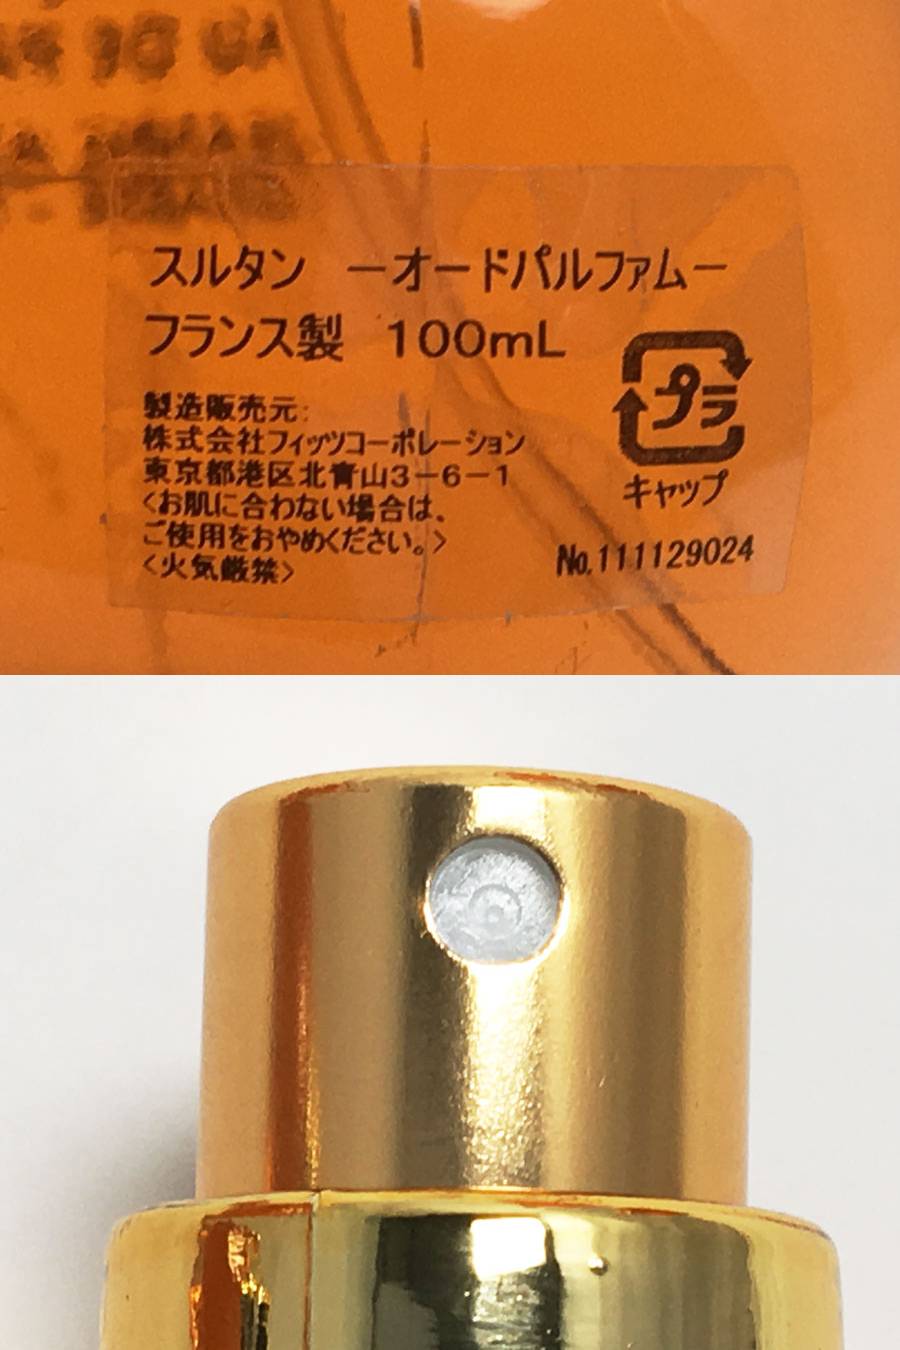 スルタン －オードパルファム－
フランス製 100mL
製造販売元:
株式会社フィッツコーポレーション
東京都港区北青山3－6－1
<お肌に合わない場合は、
ご使用をおやめください。>
<火気厳禁>
プラ
キャップ
No.111129024